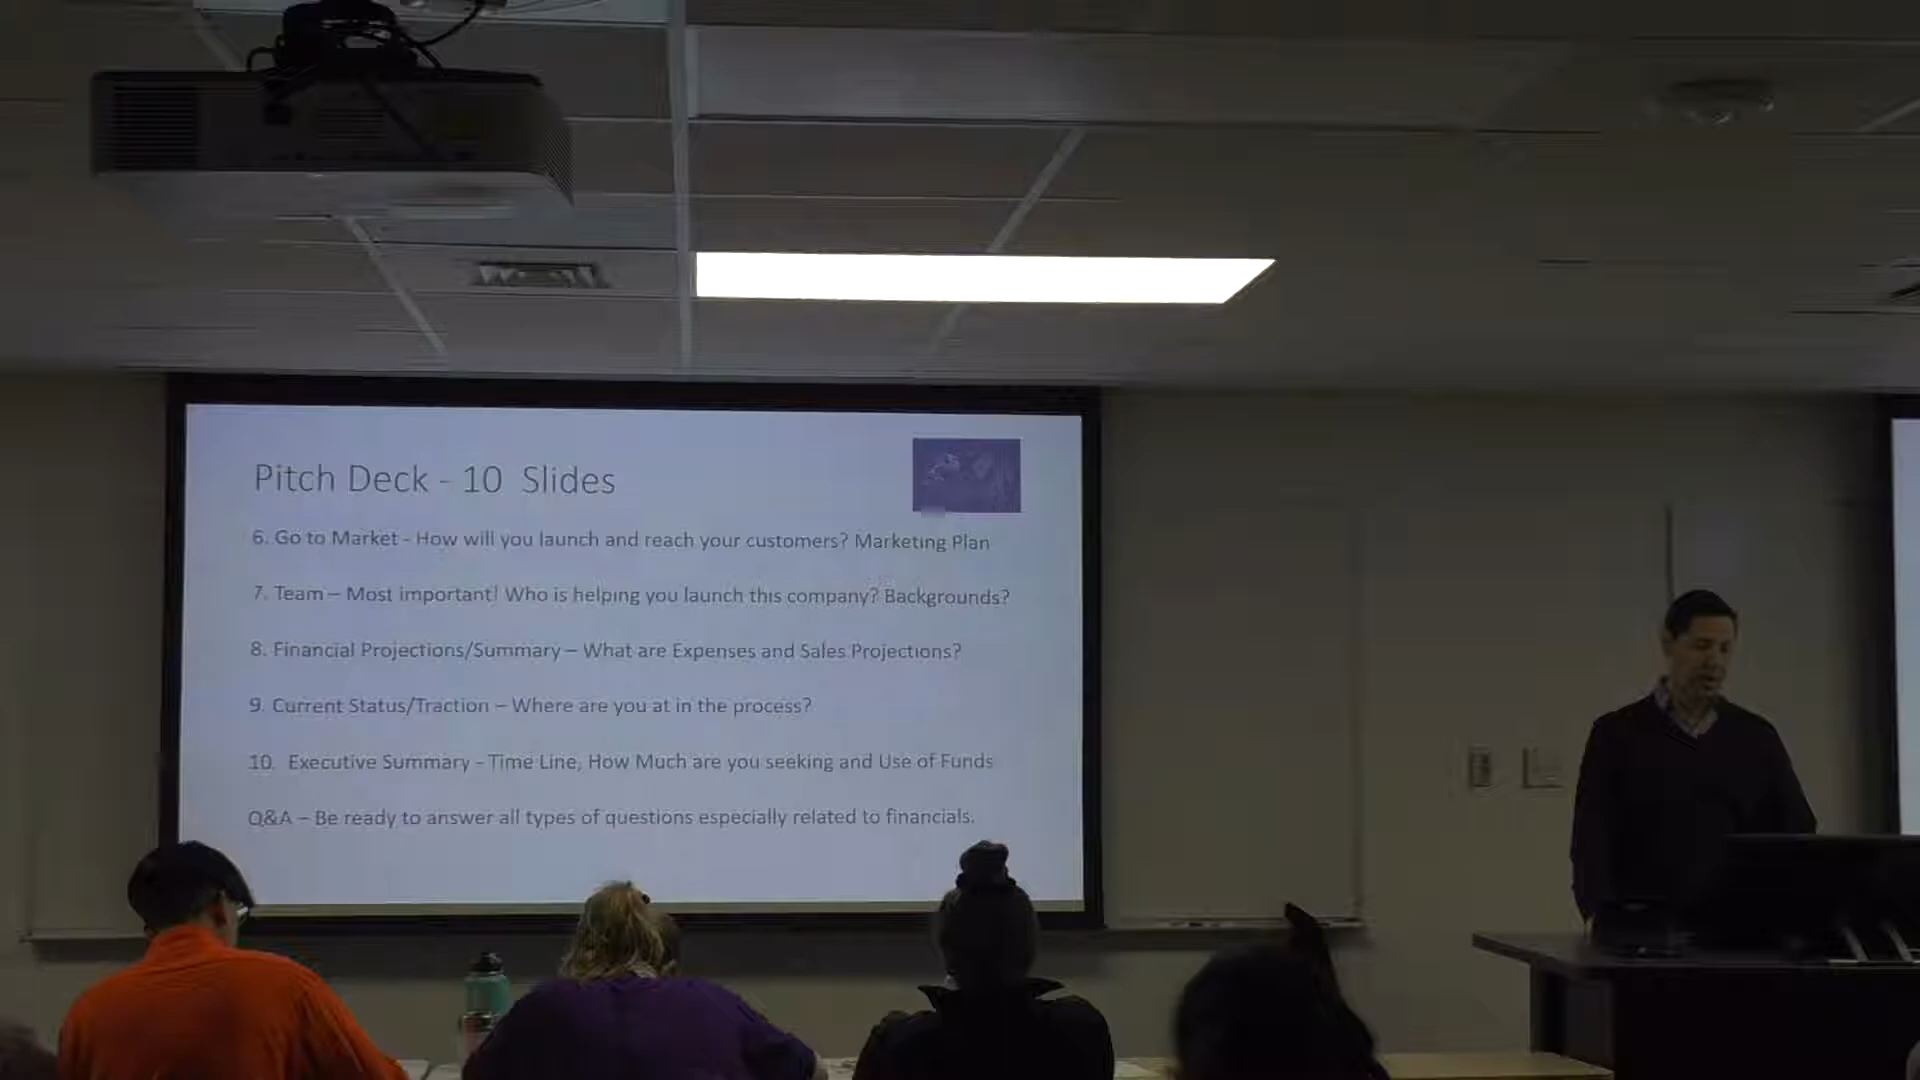 Pitch Deck - 10 Slides
6. Go to Market - How will you launch and reach your customers? Marketing Plan
7. Team – Most important! Who is helping you launch this company? Backgrounds?
8. Financial Projections/Summary – What are Expenses and Sales Projections?
9. Current Status/Traction – Where are you at in the process?
10. Executive Summary - Time Line, How Much are you seeking and Use of Funds
Q&A – Be ready to answer all types of questions especially related to financials.